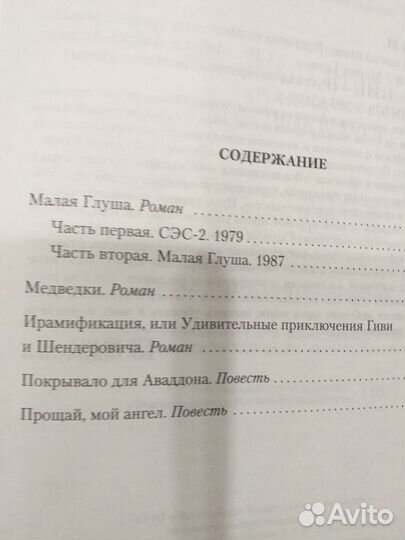 СОДЕРЖАНИЕ
Малая Глуша. Роман
Часть первая. СЭС-2. 1979
Часть вторая. Малая Глуша. 1987
Медведки. Роман
Ирамификация, или Удивительные приключения Гиви
и Шендеровича. Роман
Покрывало для Аваддона. Повесть
Прощай, мой ангел. Повесть
Avito